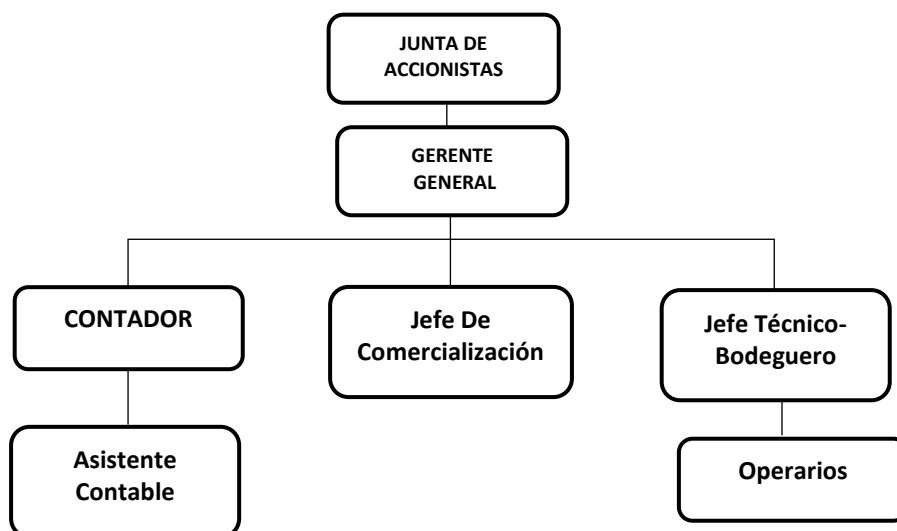 JUNTA DE
ACCIONISTAS
GERENTE
GENERAL
CONTADOR
Jefe De
Comercialización
Jefe Técnico-
Bodeguero
Asistente
Contable
Operarios